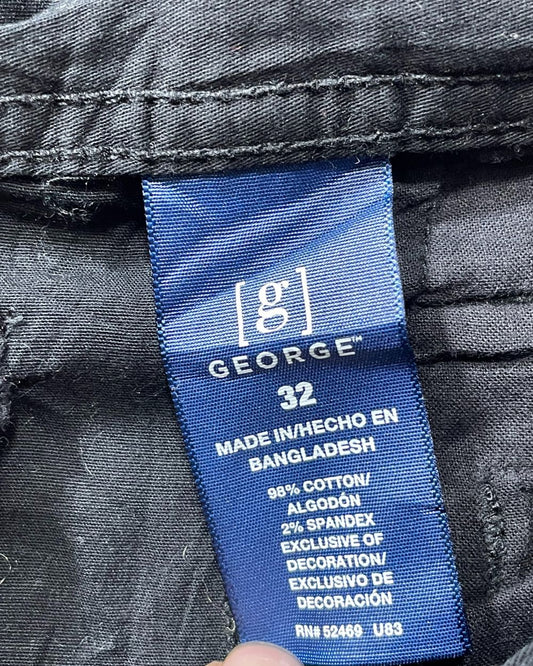 [g]
GEORGE™
32
MADE IN/HECHO EN
BANGLADESH
98% COTTON/
ALGODÓN
2% SPANDEX
EXCLUSIVE OF
DECORATION/
EXCLUSIVO DE
DECORACIÓN
RN# 52469 U83